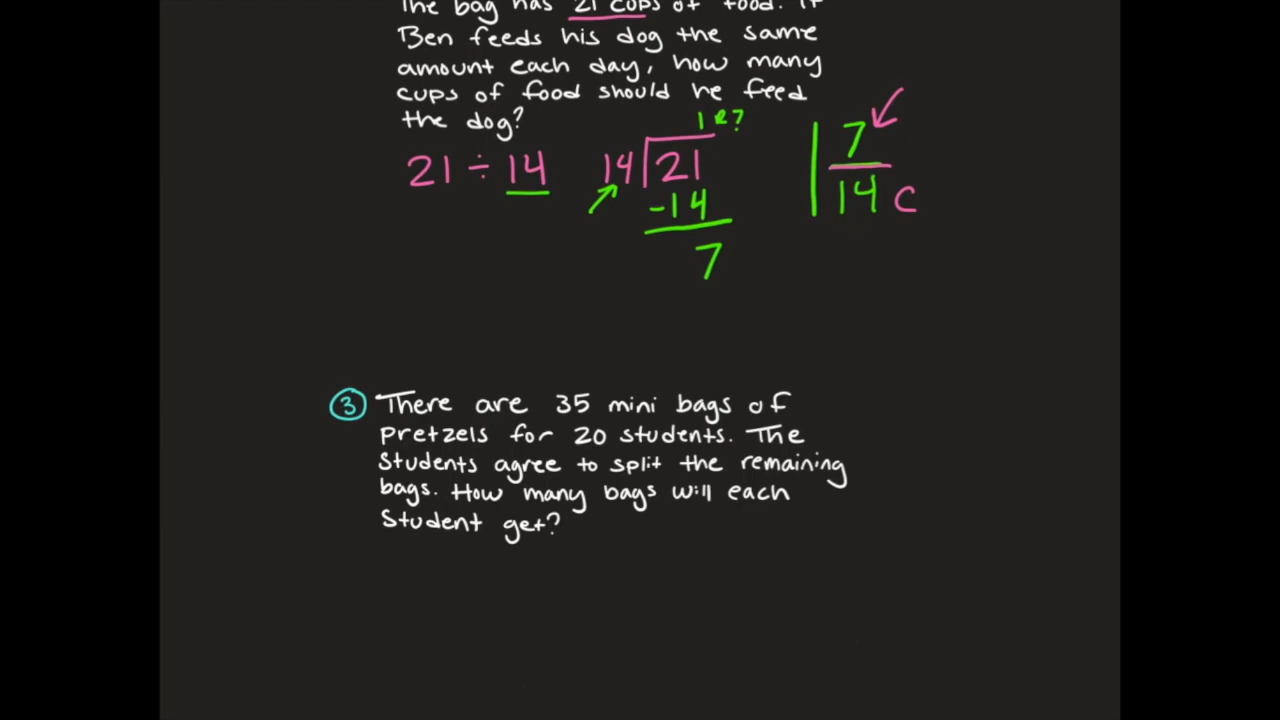 The bag has 21 cups of food. If
Ben feeds his dog the same
amount each day, how many
cups of food should he feed
the dog?
1 R7
21 ÷ 14
14 21
-14
7
1 7/14 C
3 There are 35 mini bags of
pretzels for 20 students. The
students agree to split the remaining
bags. How many bags will each
student get?